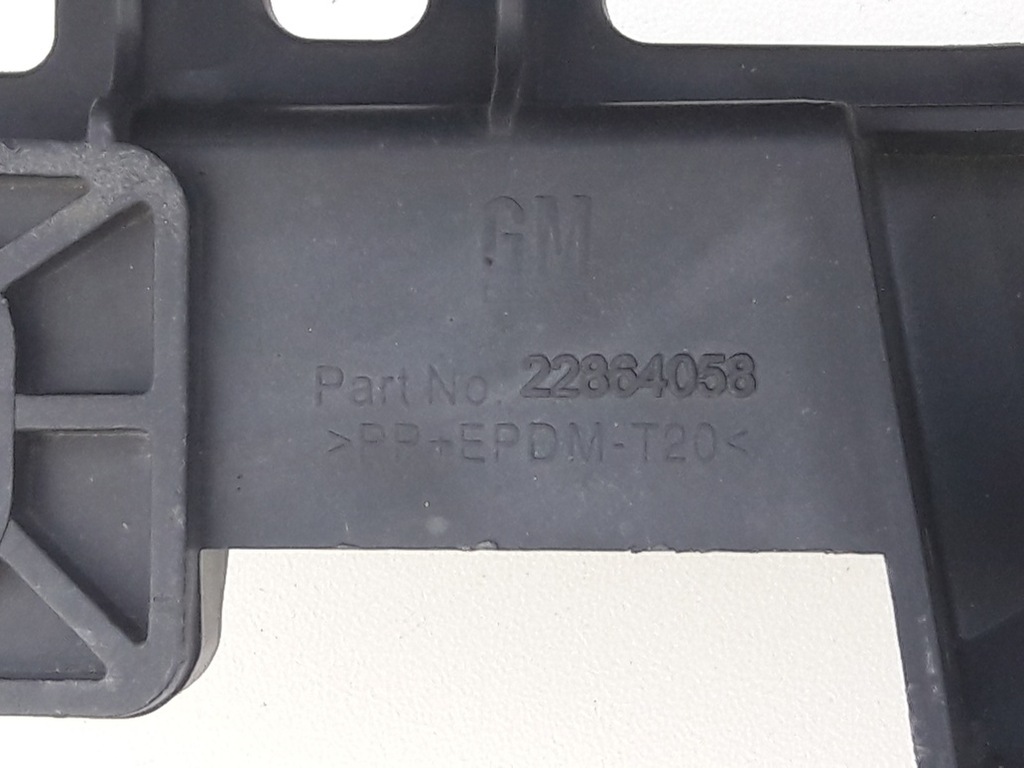 GM
Part No. 22864058
>PP+EPDM-T20<